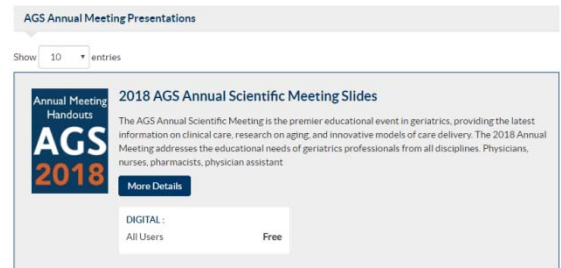 AGS Annual Meeting Presentations
Show 10 entries
Annual Meeting
Handouts
AGS
2018
2018 AGS Annual Scientific Meeting Slides
The AGS Annual Scientific Meeting is the premier educational event in geriatrics, providing the latest
information on clinical care, research on aging, and innovative models of care delivery. The 2018 Annual
Meeting addresses the educational needs of geriatrics professionals from all disciplines. Physicians,
nurses, pharmacists, physician assistant
More Details
DIGITAL :
All Users Free